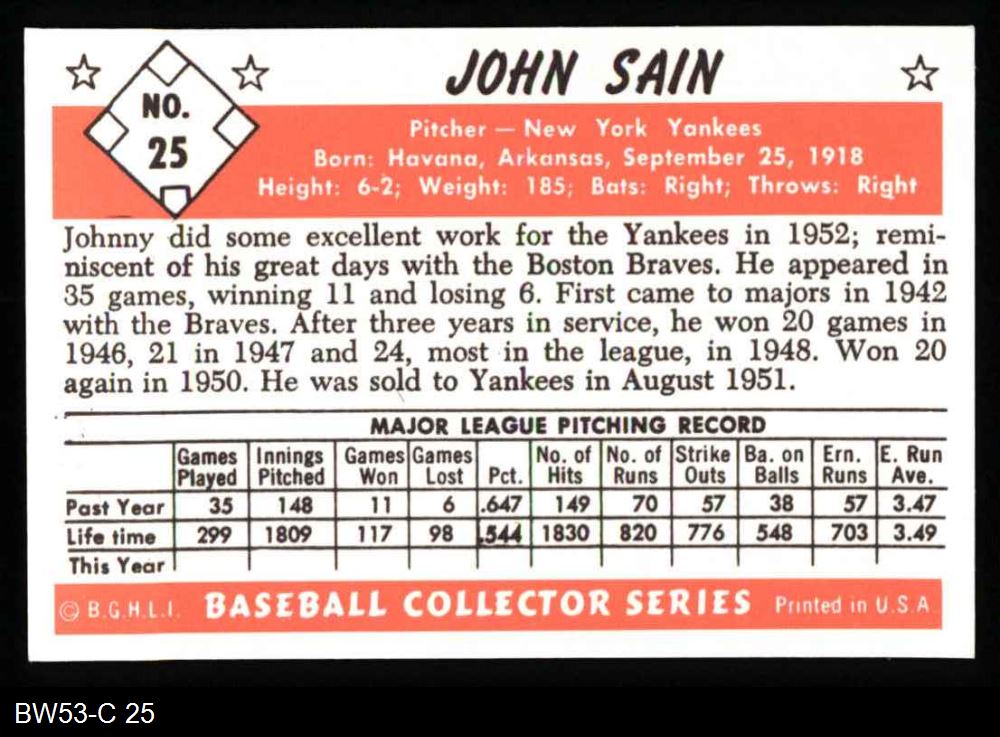 NO.
25
JOHN SAIN
Pitcher — New York Yankees
Born: Havana, Arkansas, September 25, 1918
Height: 6-2; Weight: 185; Bats: Right; Throws: Right
Johnny did some excellent work for the Yankees in 1952; remi-
niscent of his great days with the Boston Braves. He appeared in
35 games, winning 11 and losing 6. First came to majors in 1942
with the Braves. After three years in service, he won 20 games in
1946, 21 in 1947 and 24, most in the league, in 1948. Won 20
again in 1950. He was sold to Yankees in August 1951.
MAJOR LEAGUE PITCHING RECORD
Games Innings Games Games No. of No. of Strike Ba. on Ern. E. Run
Played Pitched Won Lost Pct. Hits Runs Outs Balls Runs Ave.
Past Year 35 148 11 6 .647 149 70 57 38 57 3.47
Life time 299 1809 117 98 .544 1830 820 776 548 703 3.49
This Year
© B.G.H.L.I. BASEBALL COLLECTOR SERIES Printed in U.S.A.
BW53-C 25